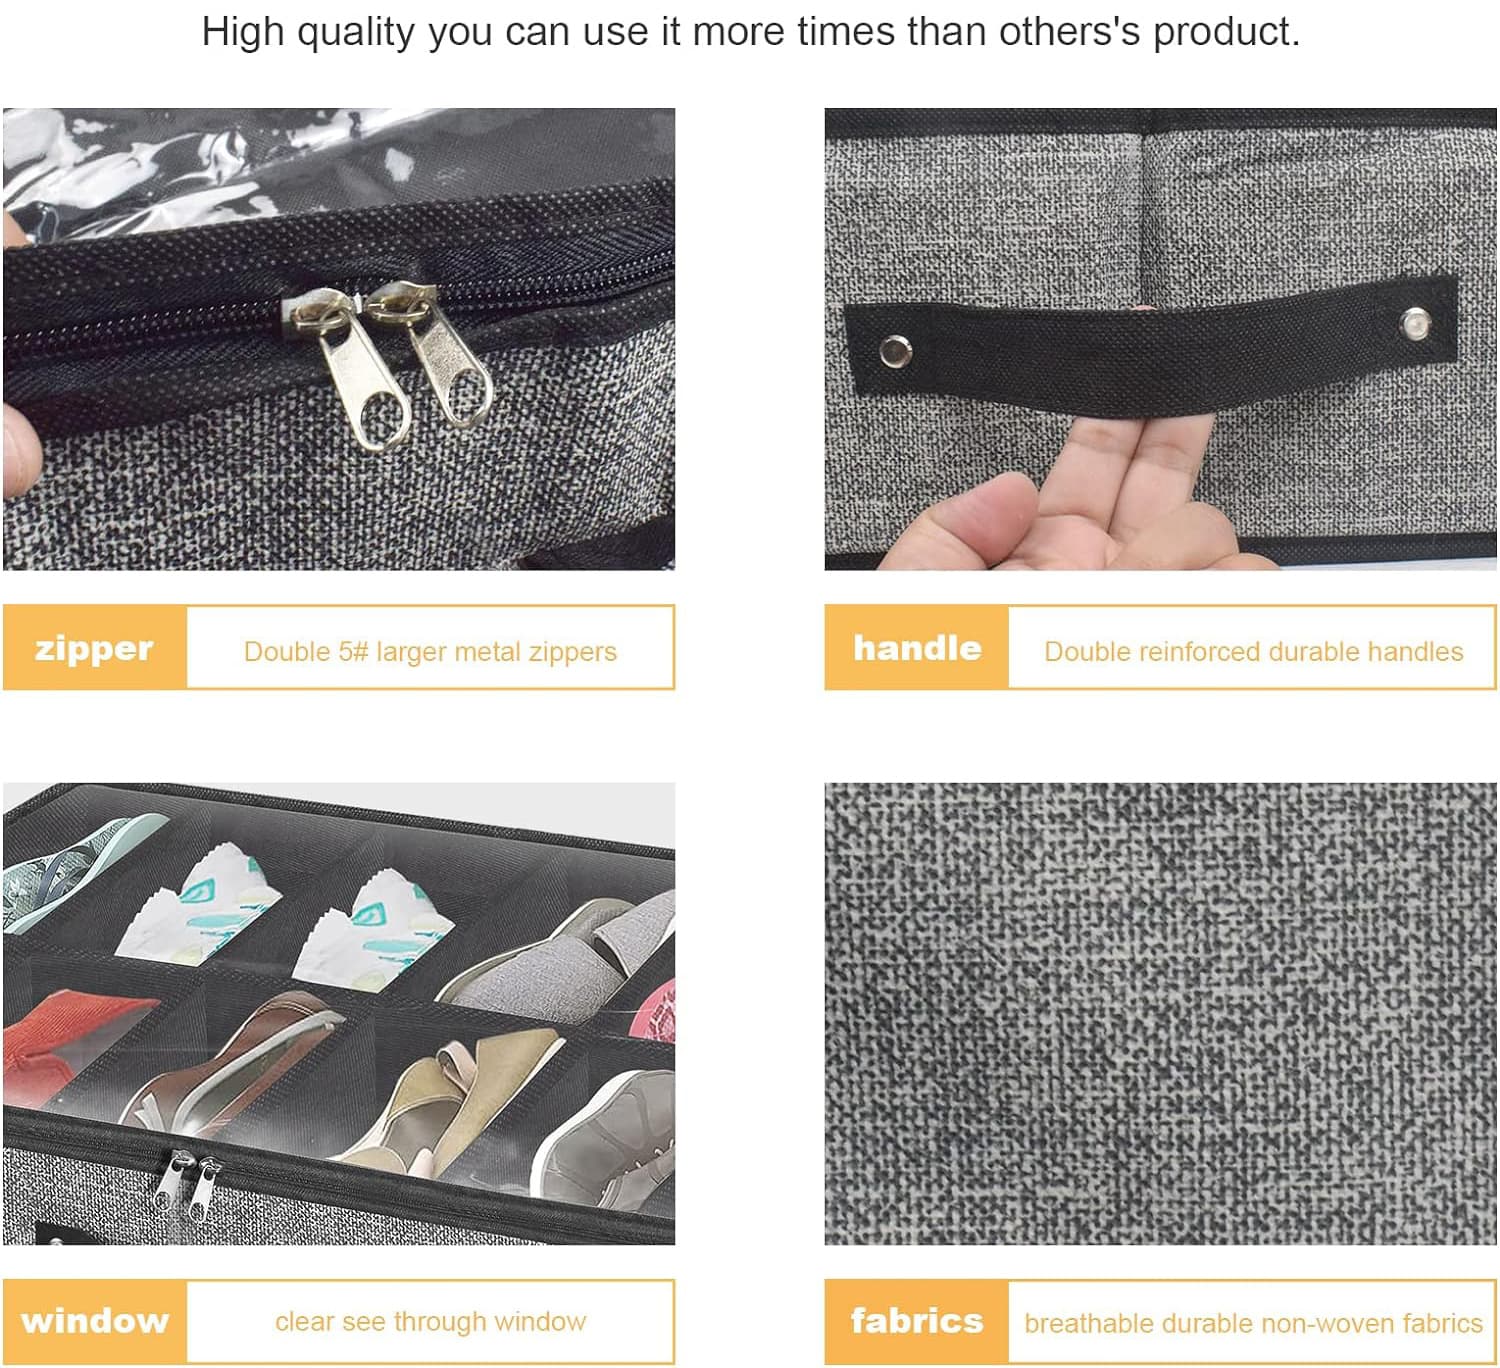 High quality you can use it more times than others's product.
zipper
Double 5# larger metal zippers
handle
Double reinforced durable handles
window
clear see through window
fabrics
breathable durable non-woven fabrics